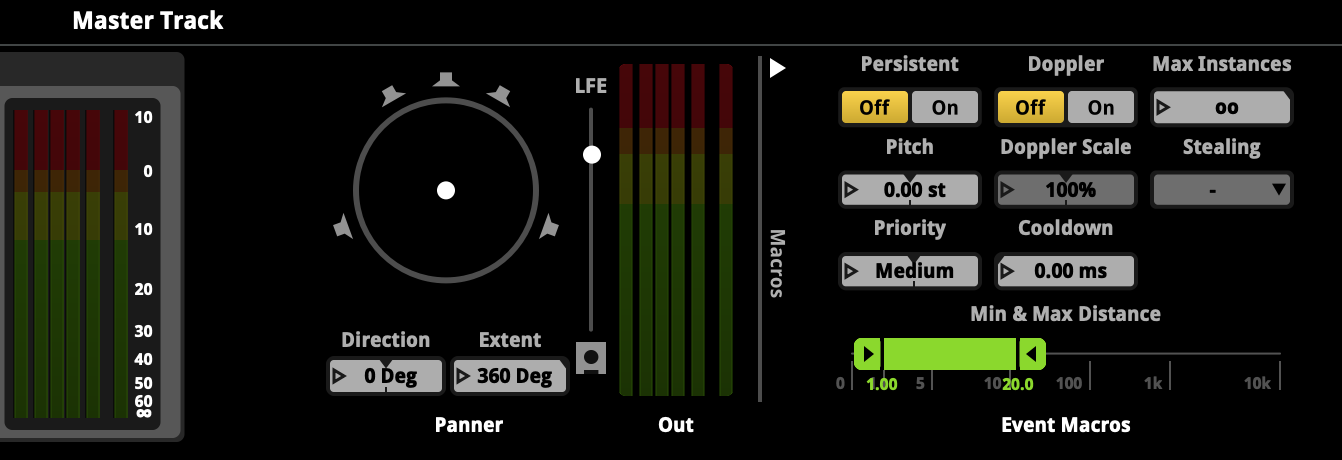 Master Track
10
0
10
20
30
40
50
60
∞
LFE
Direction
Extent
0 Deg
360 Deg
Panner
Out
Macros
Persistent
Doppler
Max Instances
Off
On
Off
On
∞
Pitch
Doppler Scale
Stealing
0.00 st
100%
-
Priority
Cooldown
Medium
0.00 ms
Min & Max Distance
0
1.00
5
10
20.0
100
1k
10k
Event Macros